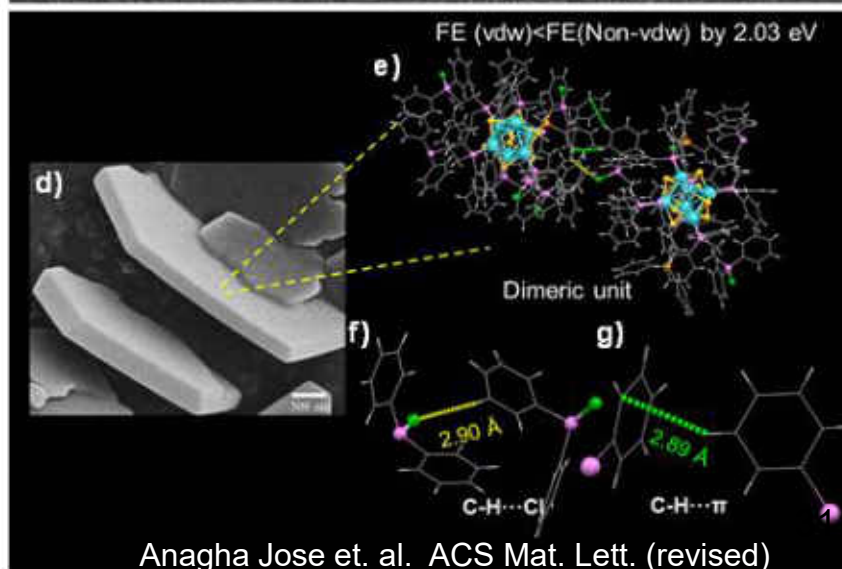 FE (vdw)<FE(Non-vdw) by 2.03 eV
e)
d)
Dimeric unit
f)
g)
2.90 Å
2.89 Å
C-H···Cl
C-H···π
1
Anagha Jose et. al. ACS Mat. Lett. (revised)